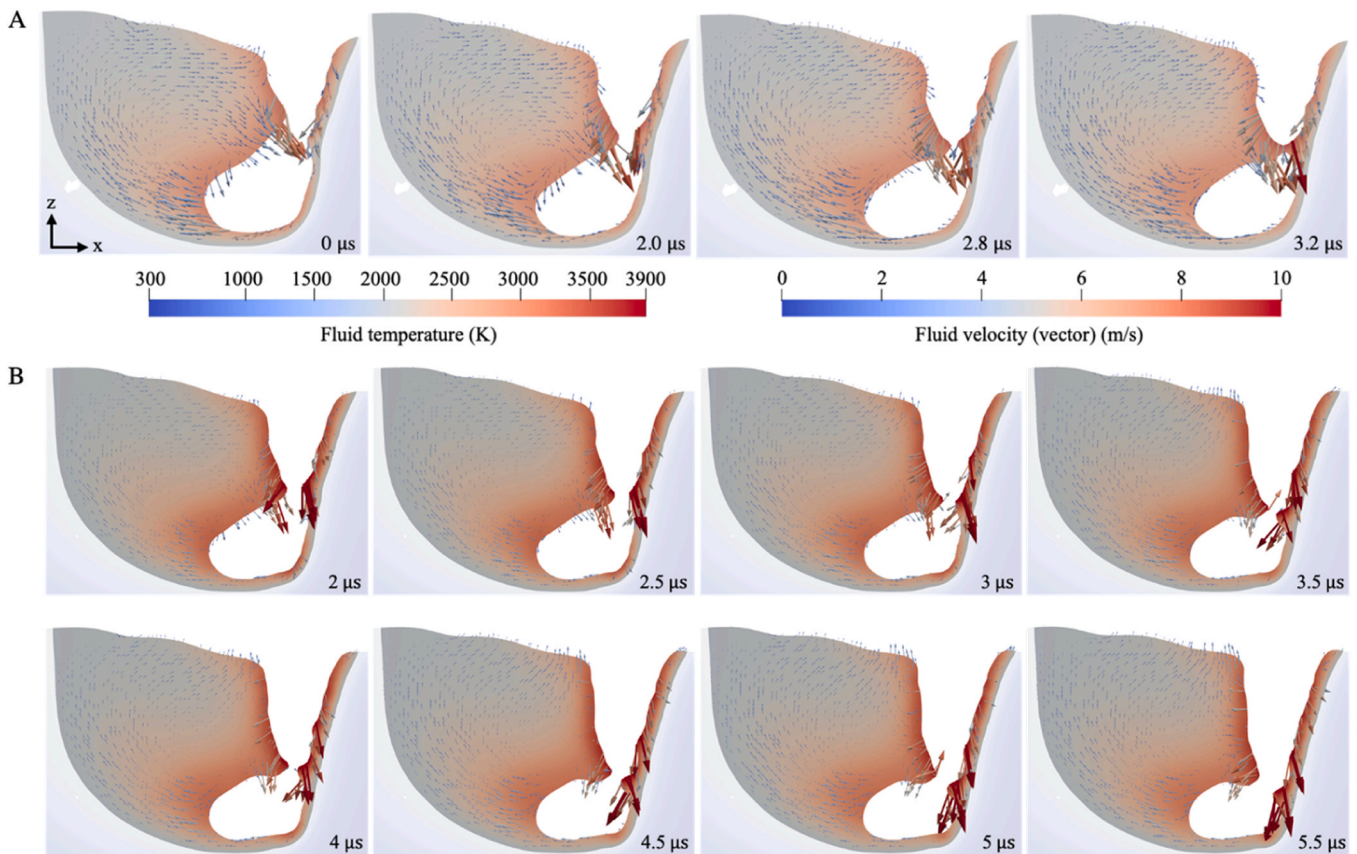 A
z
x
0 μs
2.0 μs
2.8 μs
3.2 μs
300 1000 1500 2000 2500 3000 3500 3900
Fluid temperature (K)
0 2 4 6 8 10
Fluid velocity (vector) (m/s)
B
2 μs
2.5 μs
3 μs
3.5 μs
4 μs
4.5 μs
5 μs
5.5 μs